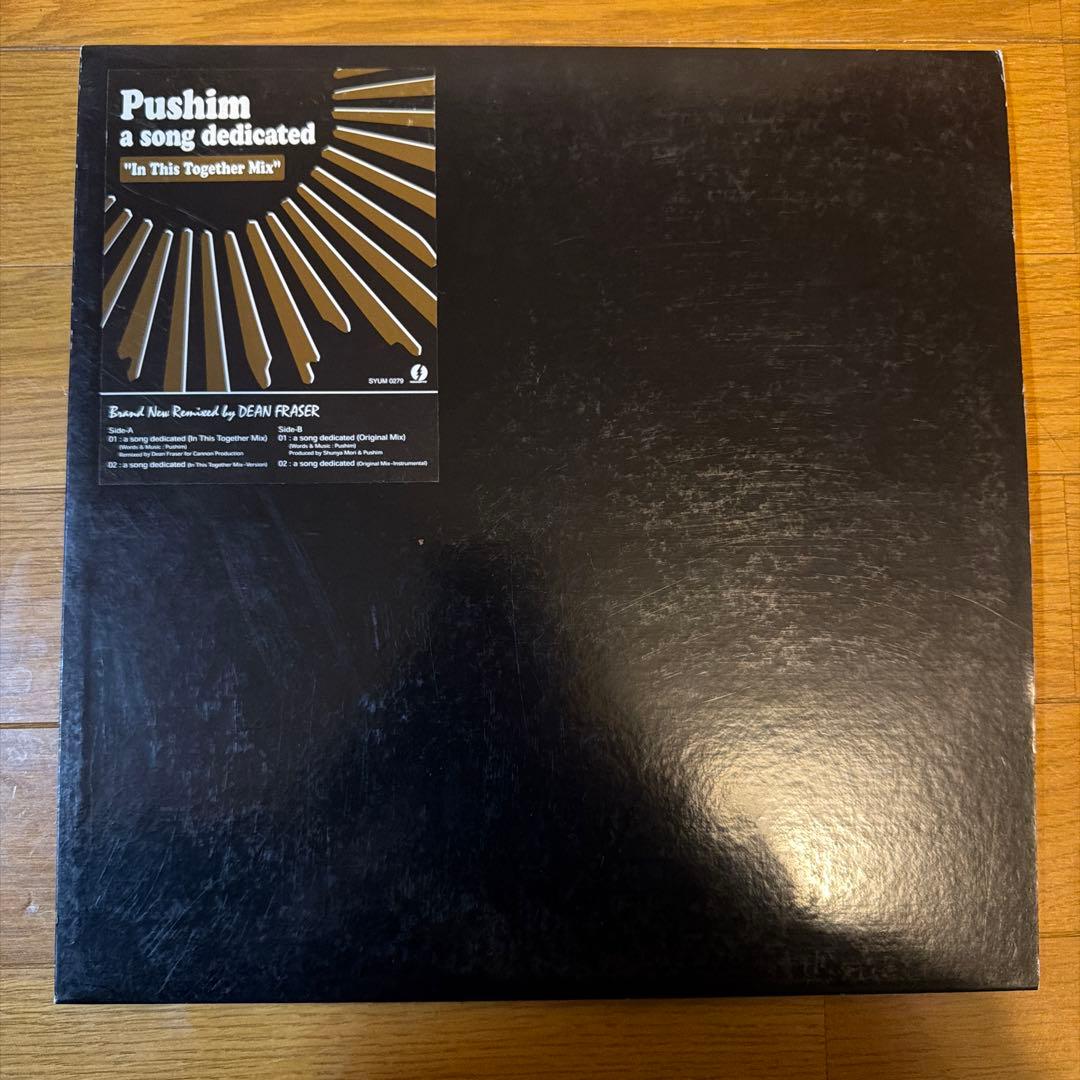 Pushim
a song dedicated
"In This Together Mix"
SYUM 0279
Brand New Remixed by DEAN FRASER
Side-A
01 : a song dedicated (In This Together Mix)
(Words & Music : Pushim)
Remixed by Dean Fraser for Cannon Production
02 : a song dedicated (In This Together Mix-Version)
Side-B
01 : a song dedicated (Original Mix)
(Words & Music : Pushim)
Produced by Shunya Mori & Pushim
02 : a song dedicated (Original Mix-Instrumental)